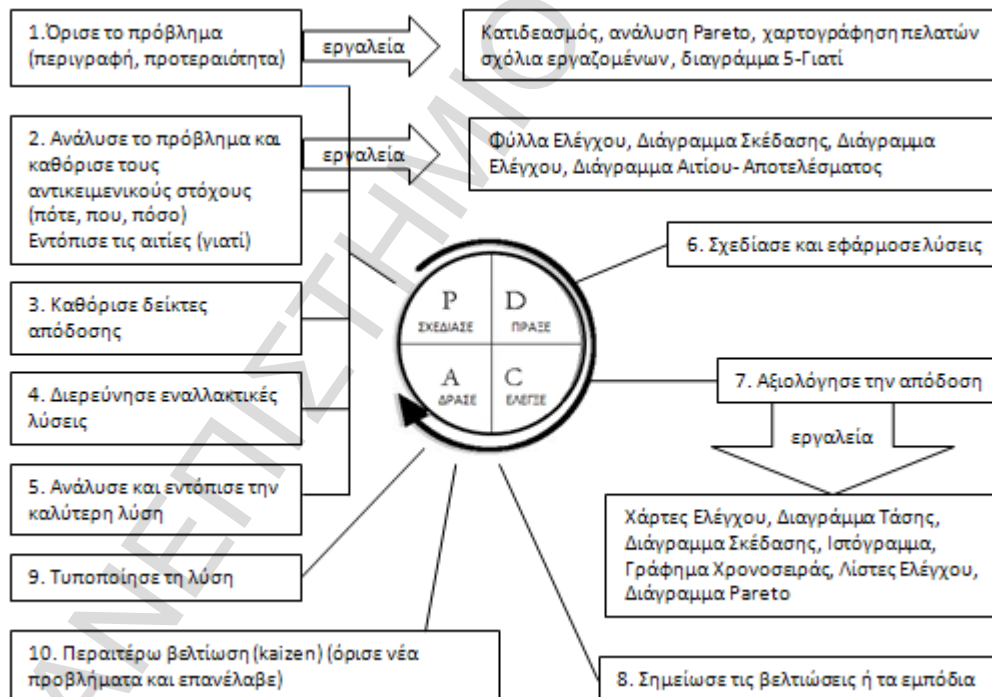 1.Όρισε το πρόβλημα
(περιγραφή, προτεραιότητα)
εργαλεία
Κατιδεασμός, ανάλυση Pareto, χαρτογράφηση πελατών
σχόλια εργαζομένων, διαγράμμα 5-Γιατί
2. Ανάλυσε το πρόβλημα και
καθόρισε τους
αντικειμενικούς στόχους
(πότε, που, πόσο)
Εντόπισε τις αιτίες (γιατί)
εργαλεία
Φύλλα Ελέγχου, Διάγραμμα Σκέδασης, Διάγραμμα
Ελέγχου, Διάγραμμα Αιτίου- Αποτελέσματος
6. Σχεδίασε και εφάρμοσε λύσεις
3. Καθόρισε δείκτες
απόδοσης
P
ΣΧΕΔΙΑΣΕ
D
ΠΡΑΞΕ
A
ΔΡΑΣΕ
C
ΕΛΕΓΞΕ
7. Αξιολόγησε την απόδοση
εργαλεία
4. Διερεύνησε εναλλακτικές
λύσεις
5. Ανάλυσε και εντόπισε την
καλύτερη λύση
Χάρτες Ελέγχου, Διαγράμμα Τάσης,
Διάγραμμα Σκέδασης, Ιστόγραμμα,
Γράφημα Χρονοσειράς, Λίστες Ελέγχου,
Διάγραμμα Pareto
9. Τυποποίησε τη λύση
10. Περαιτέρω βελτίωση (kaizen) (όρισε νέα
προβλήματα και επανέλαβε)
8. Σημείωσε τις βελτιώσεις ή τα εμπόδια
ΑΝΕΠΙΣΤΗΜΙΟ